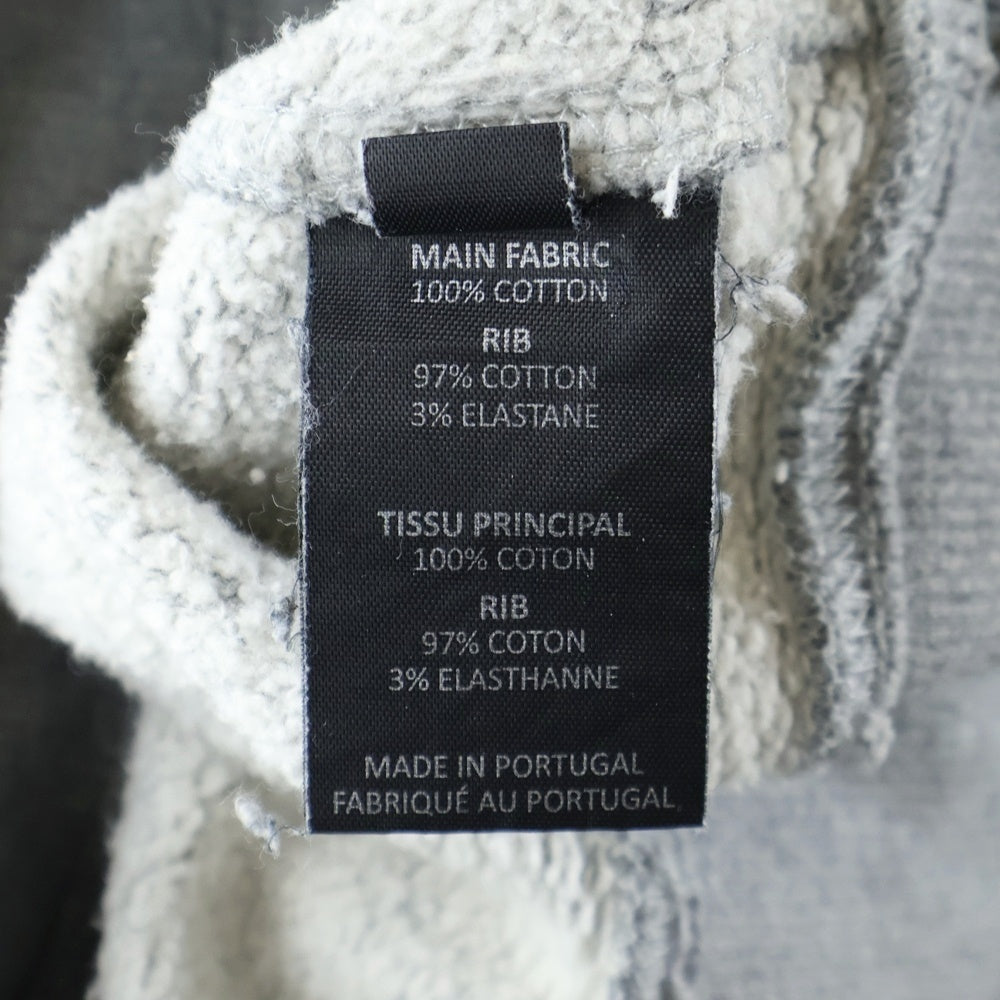 MAIN FABRIC
100% COTTON
RIB
97% COTTON
3% ELASTANE
TISSU PRINCIPAL
100% COTON
RIB
97% COTON
3% ELASTHANNE
MADE IN PORTUGAL
FABRIQUÉ AU PORTUGAL